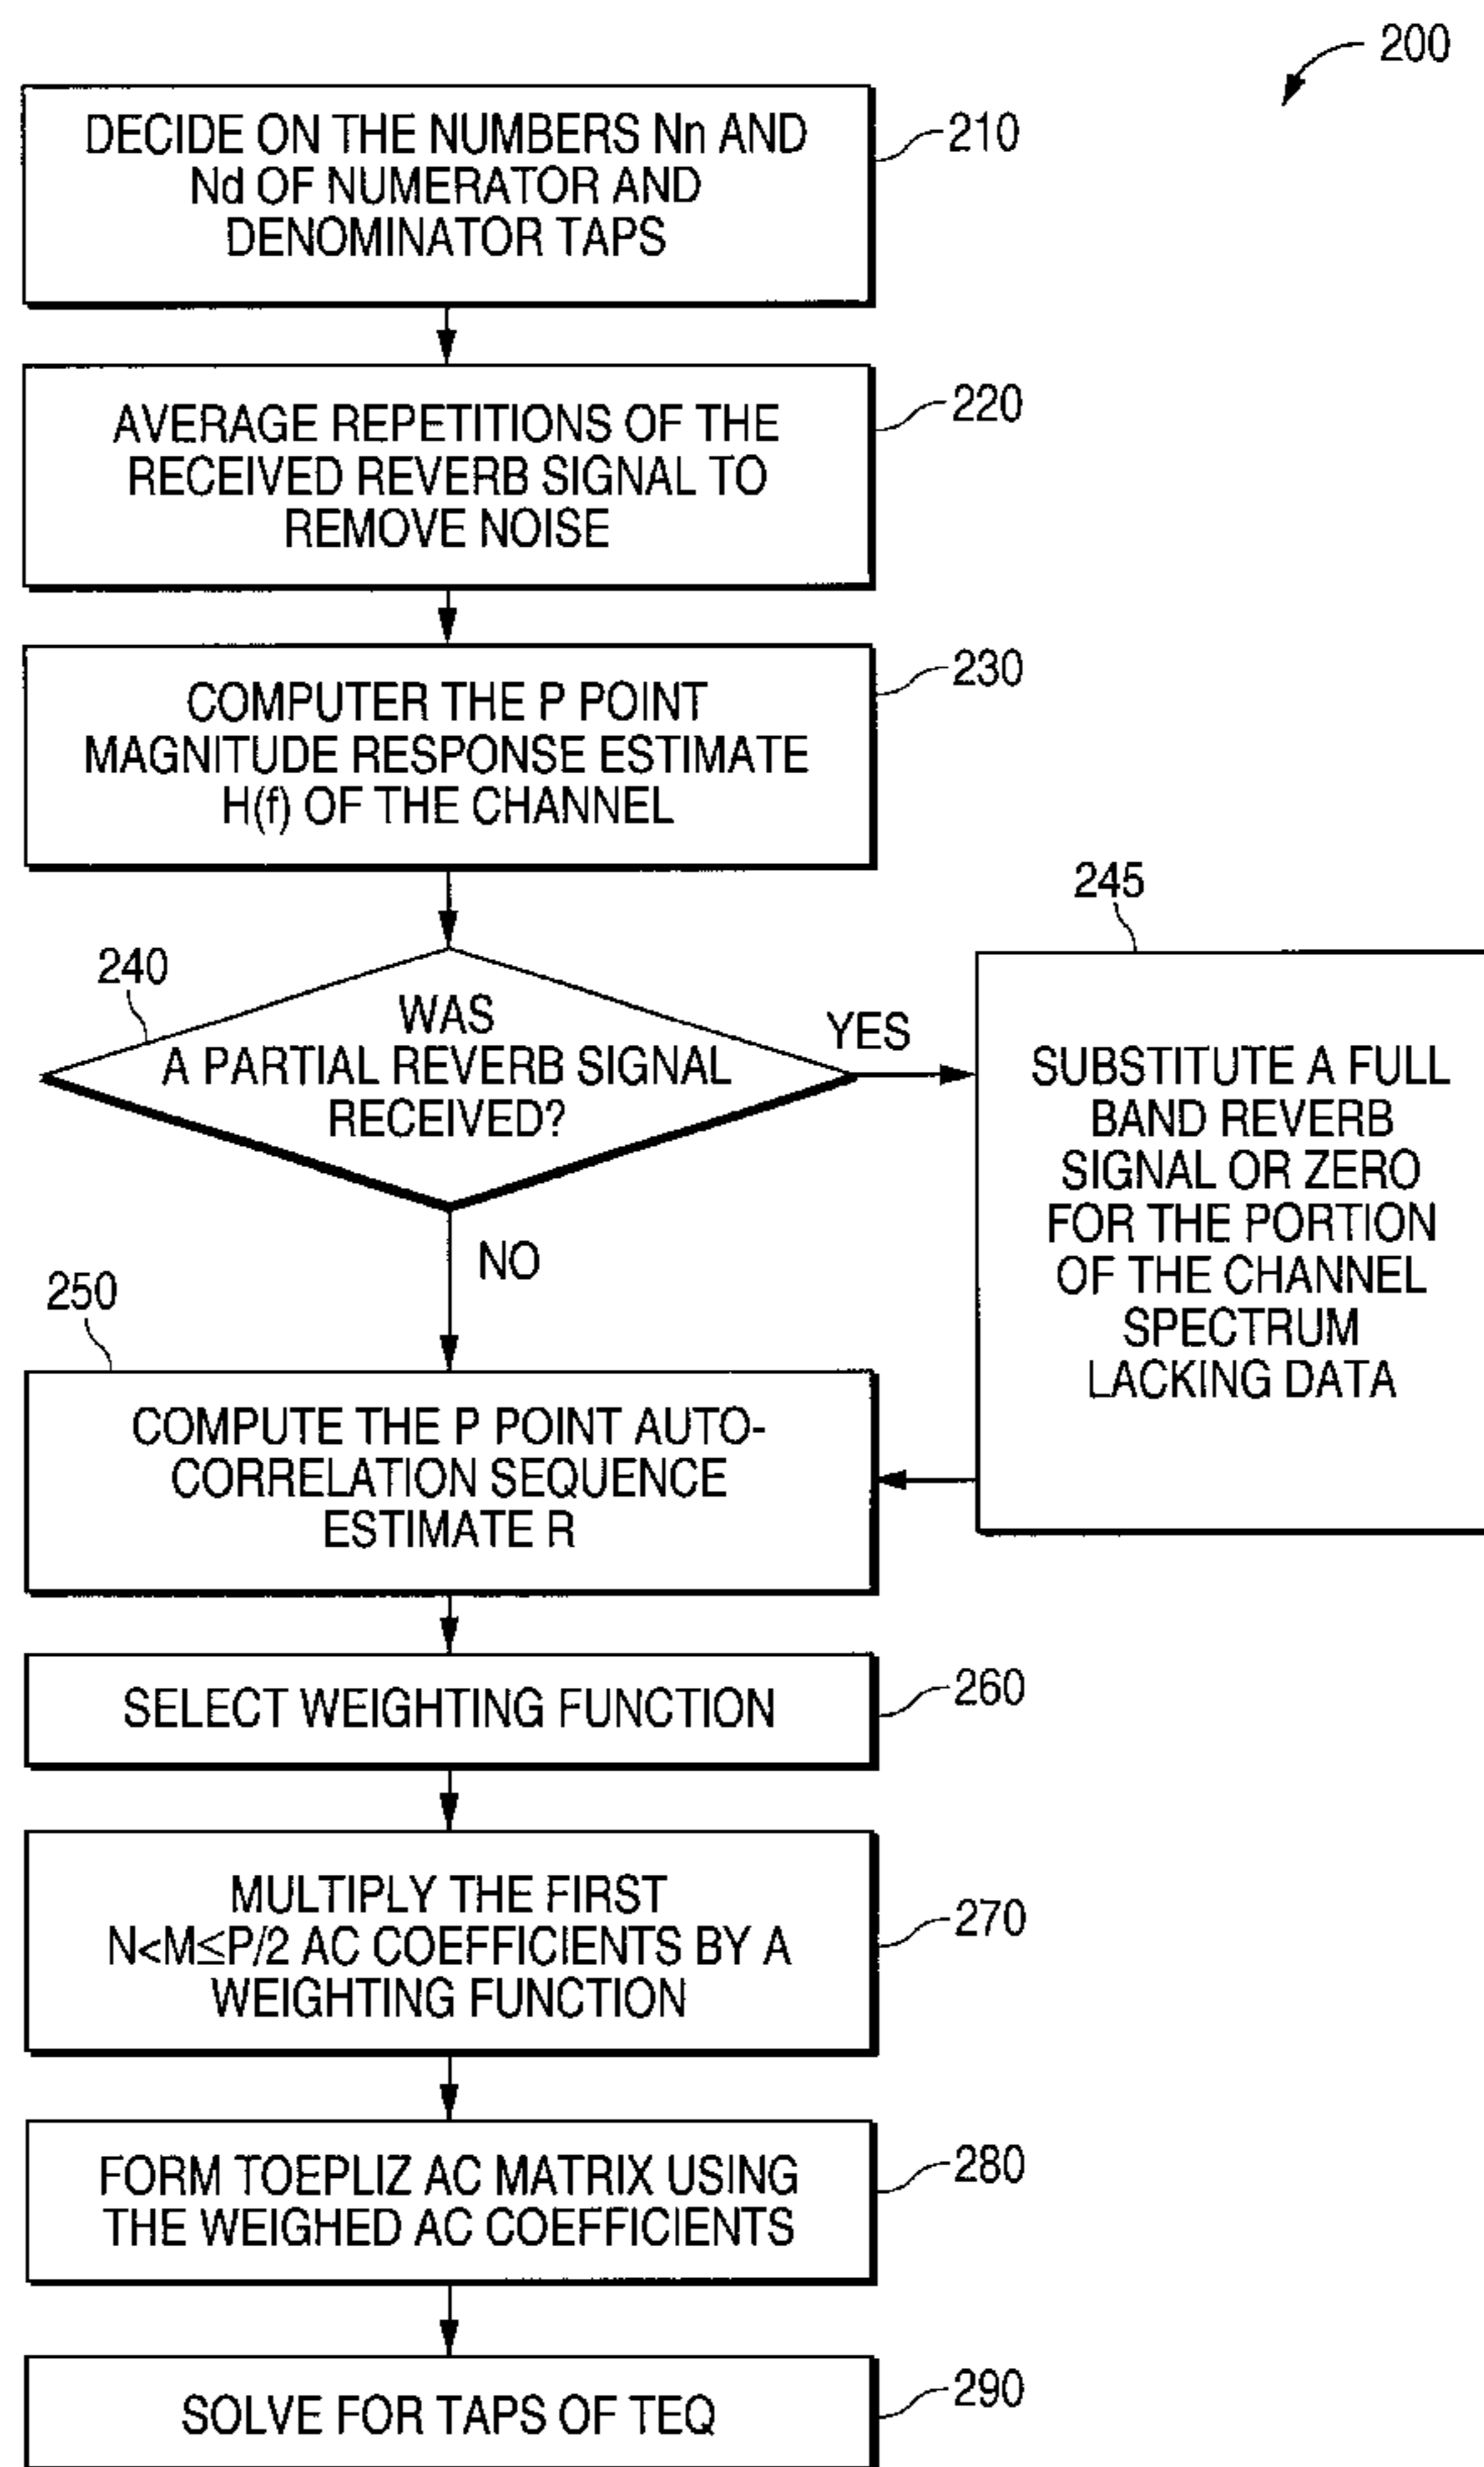 200
DECIDE ON THE NUMBERS Nn AND
Nd OF NUMERATOR AND
DENOMINATOR TAPS
210
AVERAGE REPETITIONS OF THE
RECEIVED REVERB SIGNAL TO
REMOVE NOISE
220
COMPUTER THE P POINT
MAGNITUDE RESPONSE ESTIMATE
H(f) OF THE CHANNEL
230
240
WAS
A PARTIAL REVERB SIGNAL
RECEIVED?
YES
NO
245
SUBSTITUTE A FULL
BAND REVERB
SIGNAL OR ZERO
FOR THE PORTION
OF THE CHANNEL
SPECTRUM
LACKING DATA
250
COMPUTE THE P POINT AUTO-
CORRELATION SEQUENCE
ESTIMATE R
SELECT WEIGHTING FUNCTION
260
MULTIPLY THE FIRST
N<M≤P/2 AC COEFFICIENTS BY A
WEIGHTING FUNCTION
270
FORM TOEPLIZ AC MATRIX USING
THE WEIGHED AC COEFFICIENTS
280
SOLVE FOR TAPS OF TEQ
290